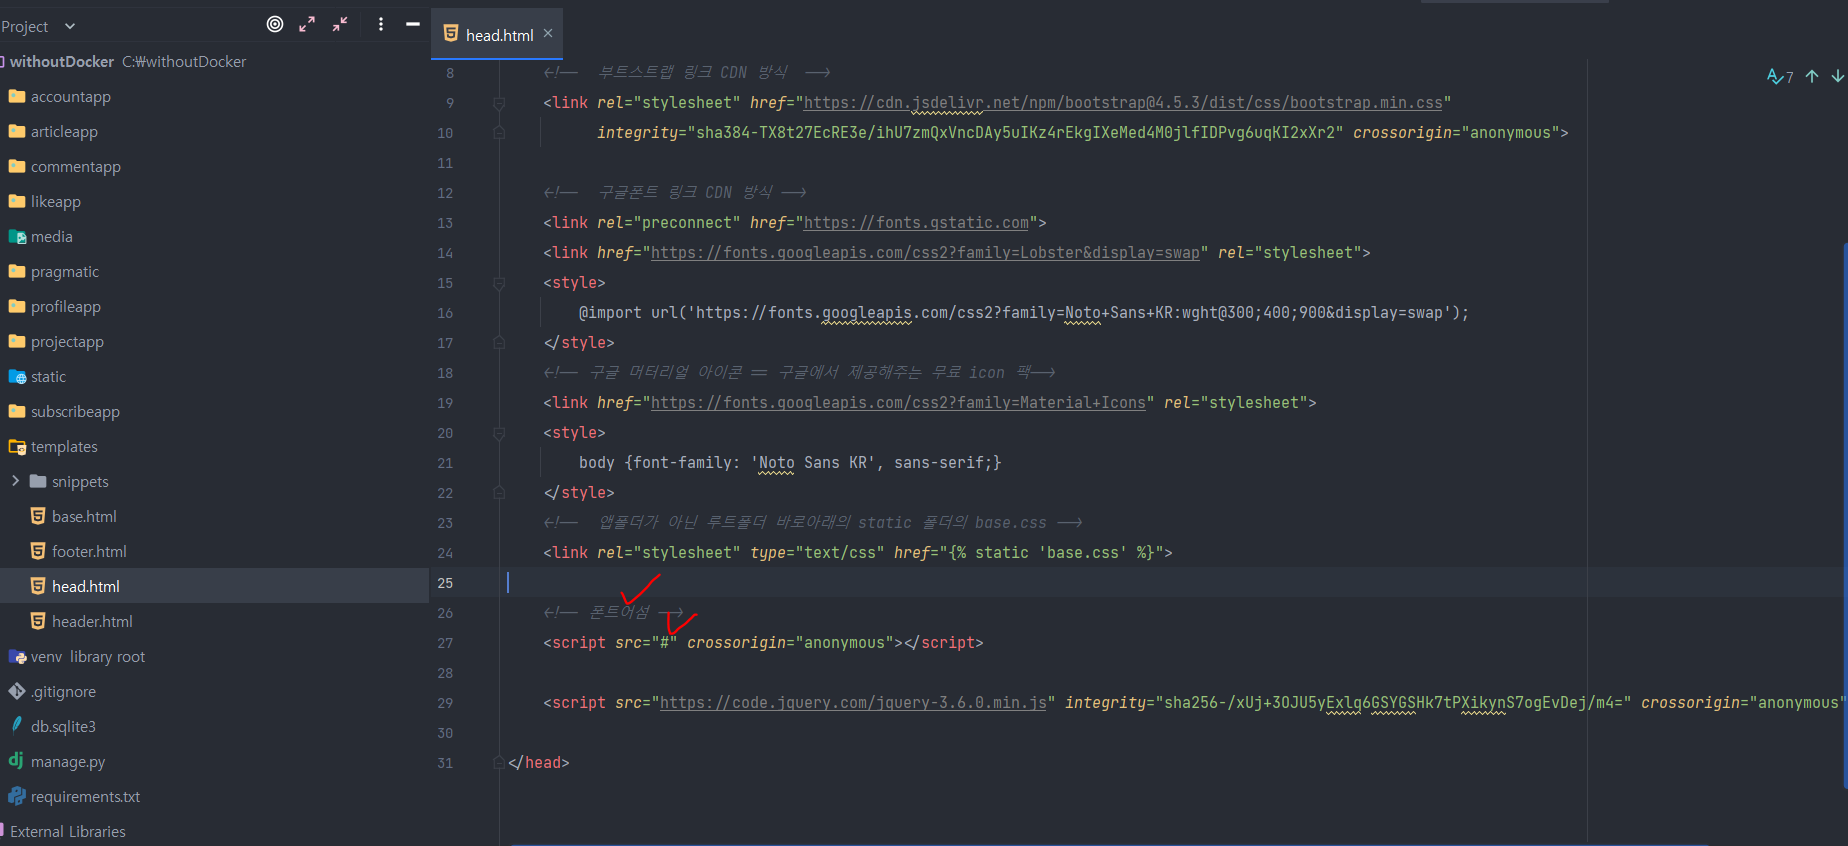 Project
withoutDocker C:₩withoutDocker
accountapp
articleapp
commentapp
likeapp
media
pragmatic
profileapp
projectapp
static
subscribeapp
templates
snippets
base.html
footer.html
head.html
header.html
venv library root
.gitignore
db.sqlite3
manage.py
requirements.txt
External Libraries
head.html
7
8 <!-- 부트스트랩 링크 CDN 방식 -->
9 <link rel="stylesheet" href="https://cdn.jsdelivr.net/npm/bootstrap@4.5.3/dist/css/bootstrap.min.css"
10 integrity="sha384-TX8t27EcRE3e/ihU7zmQxVncDAy5uIKz4rEkgIXeMed4M0jlfIDPvg6uqKI2xXr2" crossorigin="anonymous">
11
12 <!-- 구글폰트 링크 CDN 방식 -->
13 <link rel="preconnect" href="https://fonts.gstatic.com">
14 <link href="https://fonts.googleapis.com/css2?family=Lobster&display=swap" rel="stylesheet">
15 <style>
16 @import url('https://fonts.googleapis.com/css2?family=Noto+Sans+KR:wght@300;400;900&display=swap');
17 </style>
18 <!-- 구글 머터리얼 아이콘 == 구글에서 제공해주는 무료 icon 팩-->
19 <link href="https://fonts.googleapis.com/css2?family=Material+Icons" rel="stylesheet">
20 <style>
21 body {font-family: 'Noto Sans KR', sans-serif;}
22 </style>
23 <!-- 앱폴더가 아닌 루트폴더 바로아래의 static 폴더의 base.css -->
24 <link rel="stylesheet" type="text/css" href="{% static 'base.css' %}">
25
26 <!-- 폰트어섬 -->
27 <script src="#" crossorigin="anonymous"></script>
28
29 <script src="https://code.jquery.com/jquery-3.6.0.min.js" integrity="sha256-/xUj+3OJU5yExlq6GSYGSHk7tPXikynS7ogEvDej/m4=" crossorigin="anonymous"
30
31 </head>